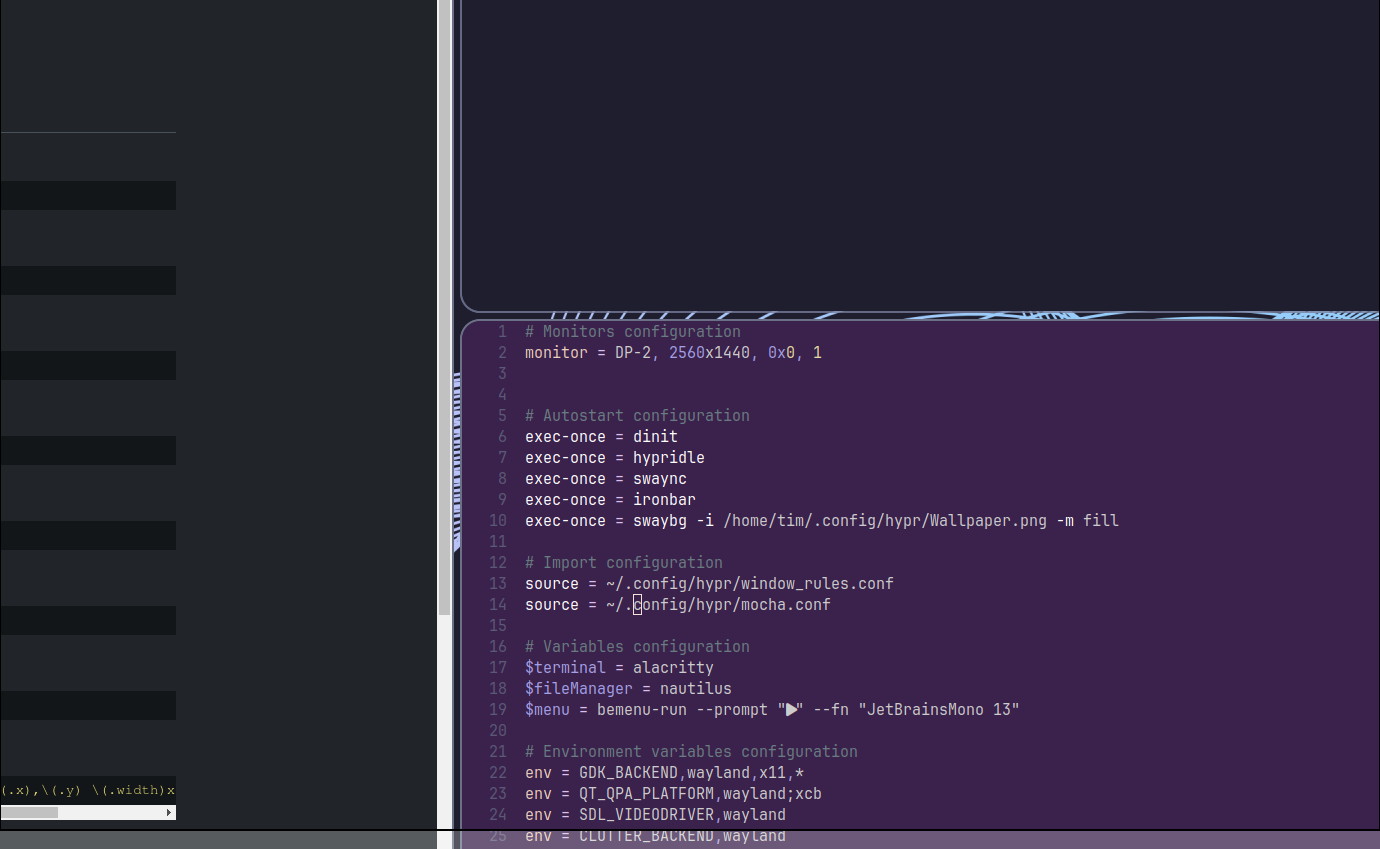 1 # Monitors configuration
2 monitor = DP-2, 2560x1440, 0x0, 1
3
4
5 # Autostart configuration
6 exec-once = dinit
7 exec-once = hypridle
8 exec-once = swaync
9 exec-once = ironbar
10 exec-once = swaybg -i /home/tim/.config/hypr/Wallpaper.png -m fill
11
12 # Import configuration
13 source = ~/.config/hypr/window_rules.conf
14 source = ~/.config/hypr/mocha.conf
15
16 # Variables configuration
17 $terminal = alacritty
18 $fileManager = nautilus
19 $menu = bemenu-run --prompt "▶" --fn "JetBrainsMono 13"
20
21 # Environment variables configuration
22 env = GDK_BACKEND,wayland,x11,*
23 env = QT_QPA_PLATFORM,wayland;xcb
24 env = SDL_VIDEODRIVER,wayland
25 env = CLUTTER_BACKEND,wayland
(.x),\(.y) \(.width)x